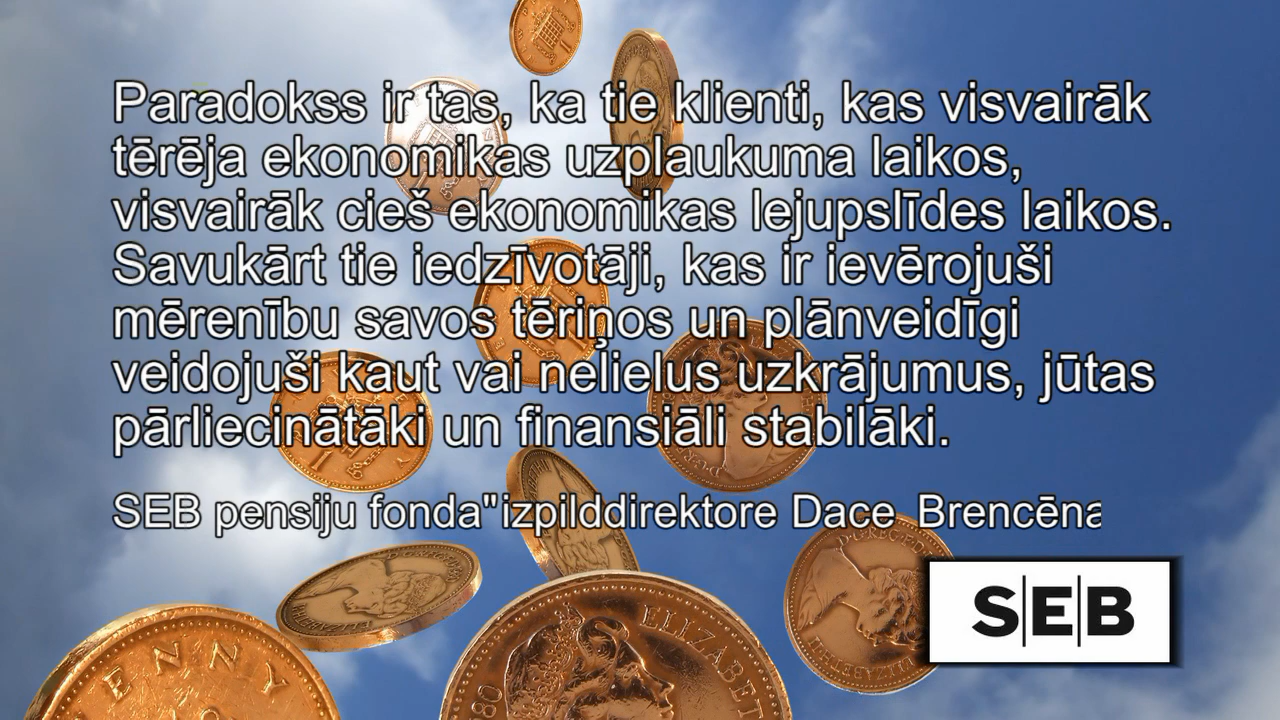 Paradokss ir tas, ka tie klienti, kas visvairāk
tērēja ekonomikas uzplaukuma laikos,
visvairāk cieš ekonomikas lejupslīdes laikos.
Savukārt tie iedzīvotāji, kas ir ievērojuši
mērenību savos tēriņos un plānveidīgi
veidojuši kaut vai nelielus uzkrājumus, jūtas
pārliecinātāki un finansiāli stabilāki.
SEB pensiju fonda"izpilddirektore Dace Brencēna
SEB
PENNY
ELIZABET